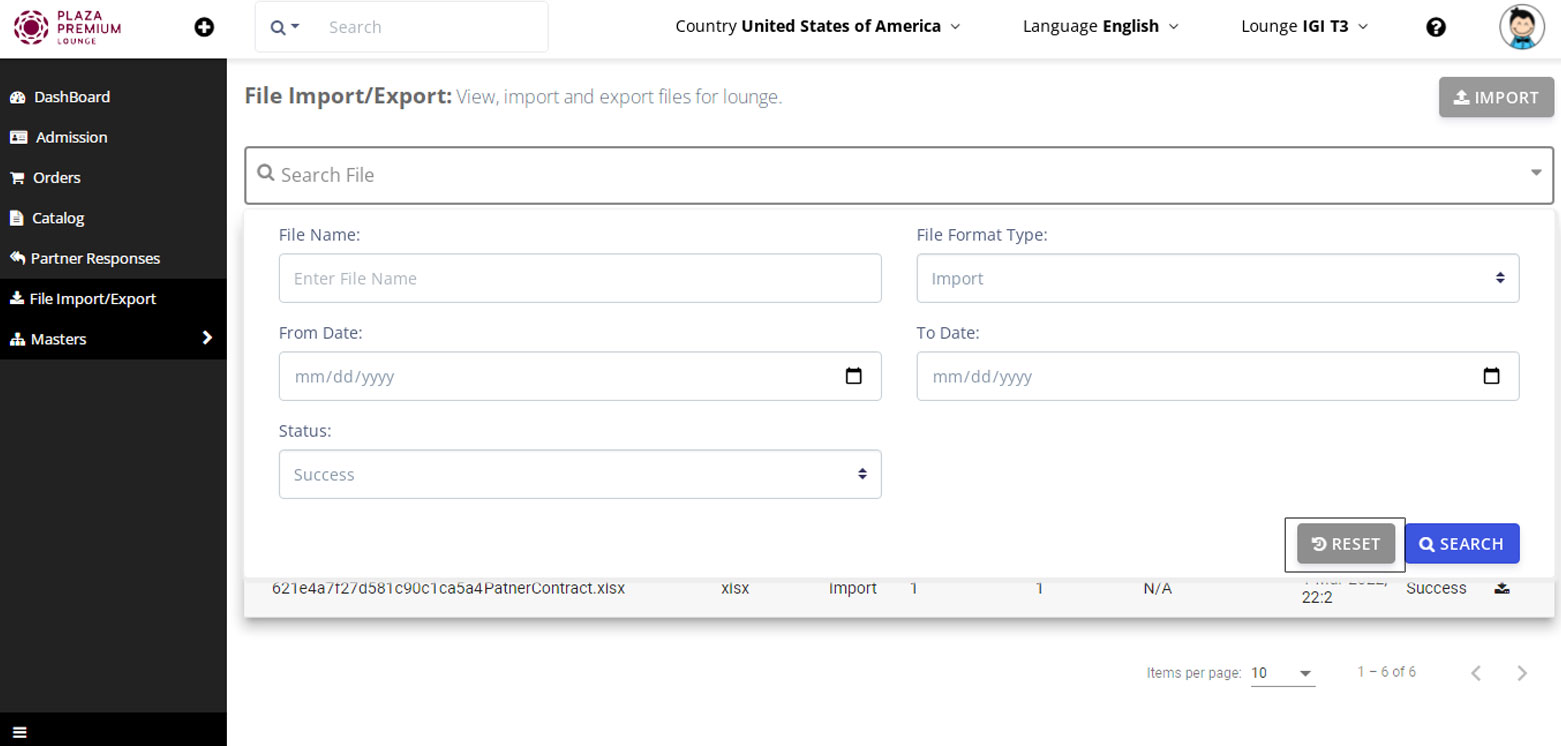 PLAZA
PREMIUM
LOUNGE
Search
Country United States of America
Language English
Lounge IGI T3
DashBoard
Admission
Orders
Catalog
Partner Responses
File Import/Export
Masters
File Import/Export: View, import and export files for lounge.
IMPORT
Search File
File Name:
File Format Type:
Enter File Name
Import
From Date:
To Date:
mm/dd/yyyy
mm/dd/yyyy
Status:
Success
RESET
SEARCH
621e4a7f27d581c90c1ca5a4PatnerContract.xlsx xlsx Import 1 1 N/A 22:2 Success
Items per page: 10 1 – 6 of 6